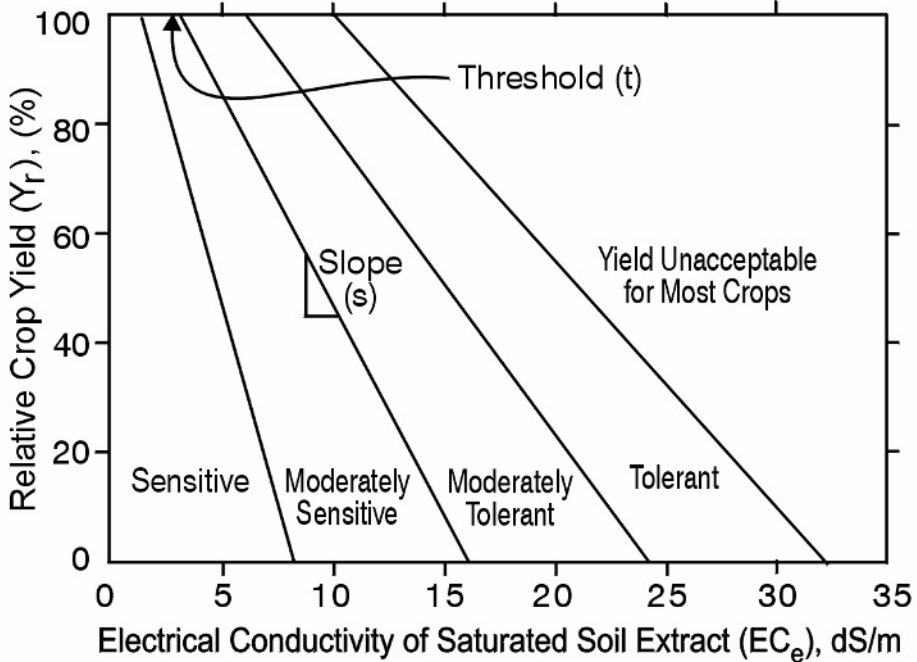 Relative Crop Yield (Yr), (%)
100
80
60
40
20
0
Threshold (t)
Slope
(s)
Yield Unacceptable
for Most Crops
Sensitive
Moderately
Sensitive
Moderately
Tolerant
Tolerant
0 5 10 15 20 25 30 35
Electrical Conductivity of Saturated Soil Extract (ECe), dS/m